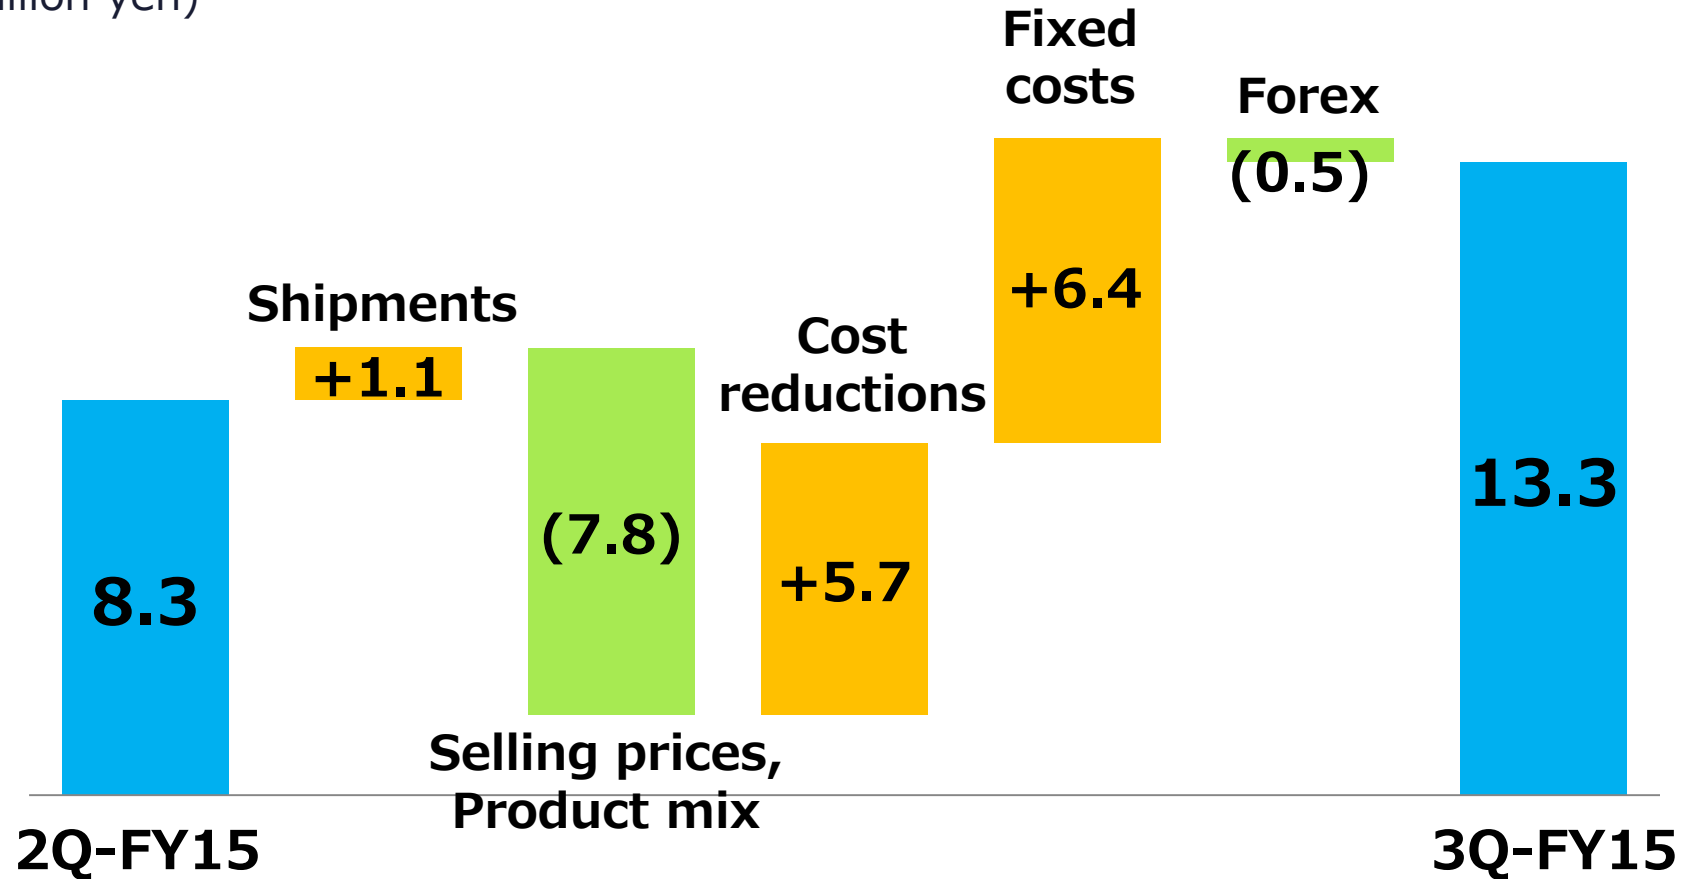 yen)
Fixed
costs
Forex
(0.5)
+6.4
Shipments
+1.1
Cost
reductions
(7.8)
+5.7
13.3
8.3
Selling prices,
Product mix
2Q-FY15
3Q-FY15